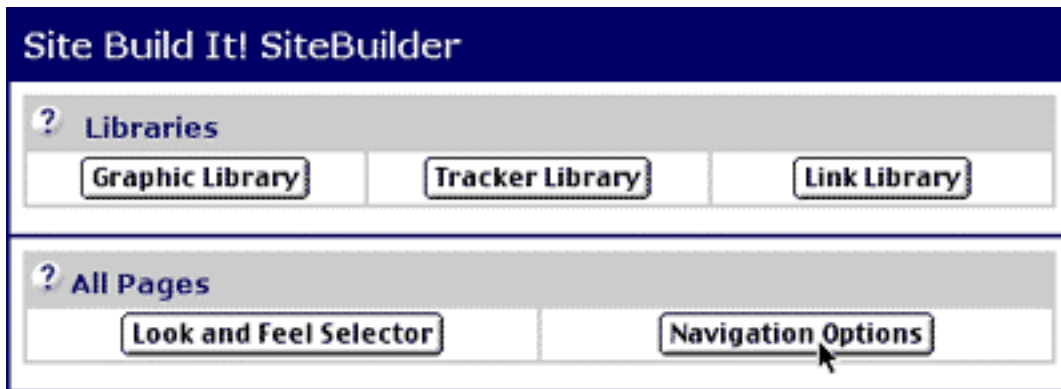 Site Build It! SiteBuilder
? Libraries
Graphic Library Tracker Library Link Library
? All Pages
Look and Feel Selector Navigation Options